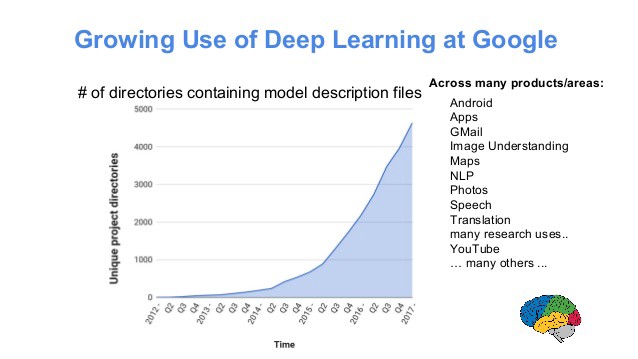 Growing Use of Deep Learning at Google
# of directories containing model description files
Unique project directories
5000
4000
3000
2000
1000
0
2012 -
Q2
Q3
Q4
2013
Q2
Q3
Q4
2014 -
Q2
Q3
Q4
2015 -
Q2
Q3
Q4
2016 -
Q2
Q3
Q4
2017 -
Time
Across many products/areas:
Android
Apps
GMail
Image Understanding
Maps
NLP
Photos
Speech
Translation
many research uses..
YouTube
… many others ...